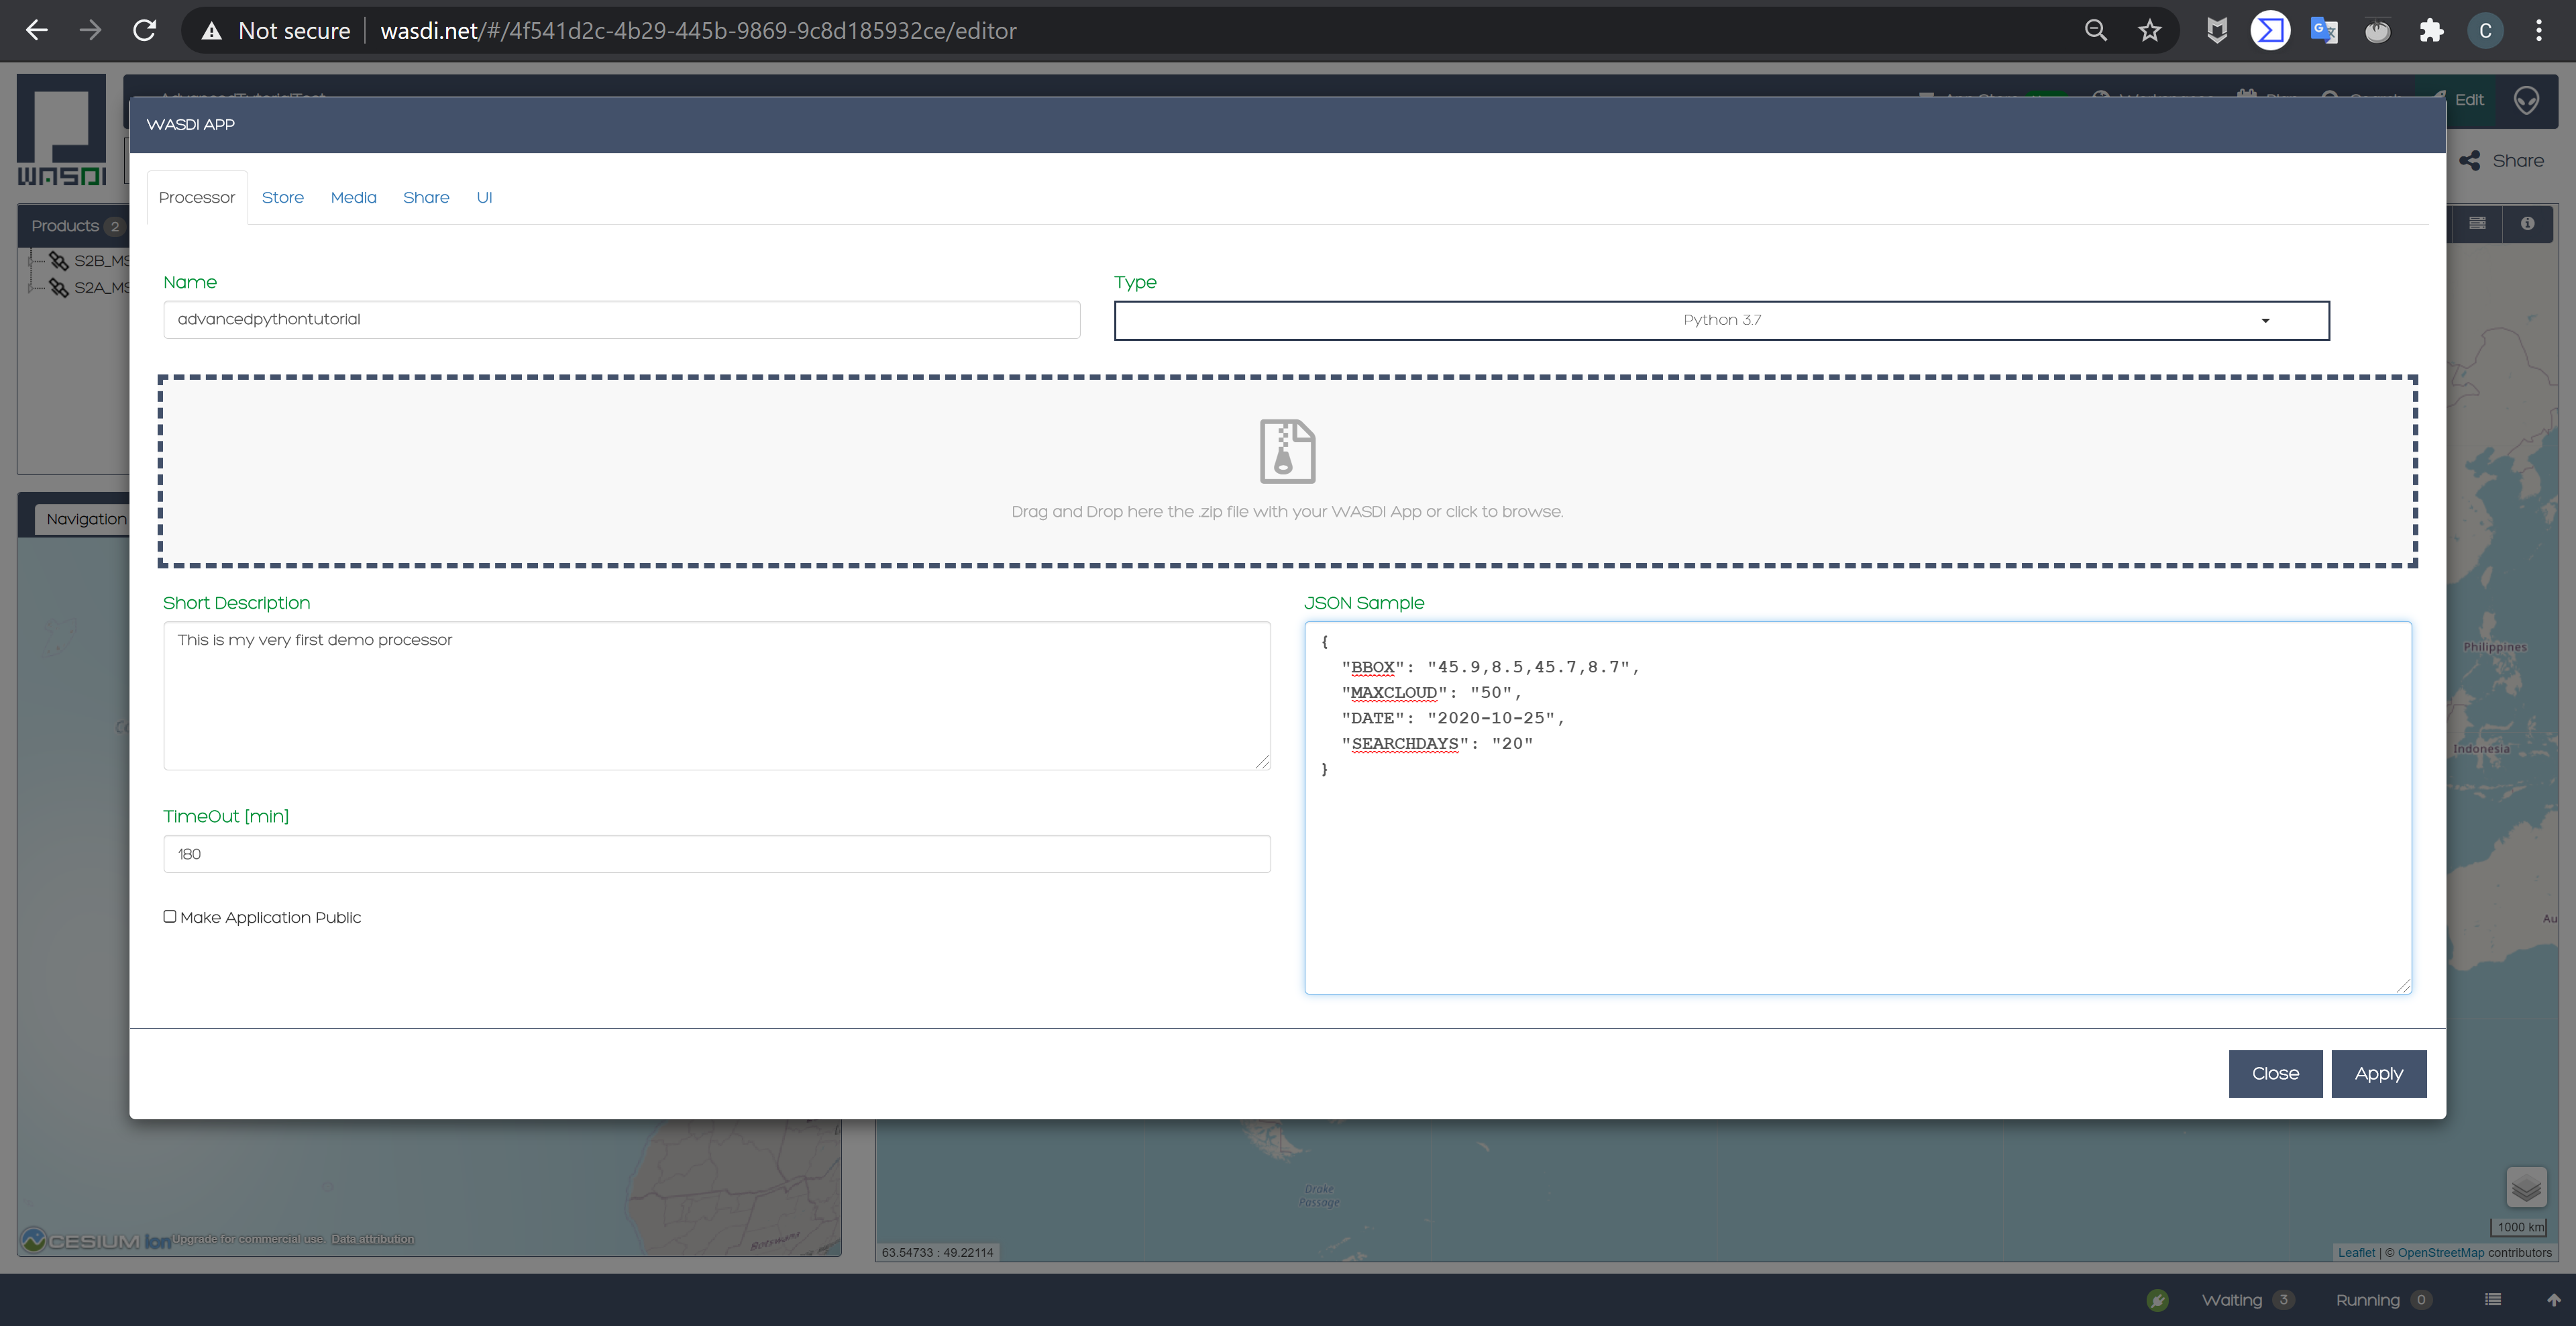 Not secure
wasdi.net/#/4f541d2c-4b29-445b-9869-9c8d185932ce/editor
C
WASDI
Edit
WASDI APP
Share
Processor
Store
Media
Share
UI
Products 2
S2B_MS
S2A_MS
Name
Type
advancedpythontutorial
Python 3.7
Drag and Drop here the .zip file with your WASDI App or click to browse.
Navigation
Short Description
JSON Sample
This is my very first demo processor
{
"BBOX": "45.9,8.5,45.7,8.7",
"MAXCLOUD": "50",
"DATE": "2020-10-25",
"SEARCHDAYS": "20"
}
Philippines
Indonesia
TimeOut [min]
180
Make Application Public
Au
Close
Apply
Drake
Passage
Botswana
CESIUM ion Upgrade for commercial use. Data attribution
63.54733 : 49.22114
1000 km
Leaflet | © OpenStreetMap contributors
Waiting 3
Running 0